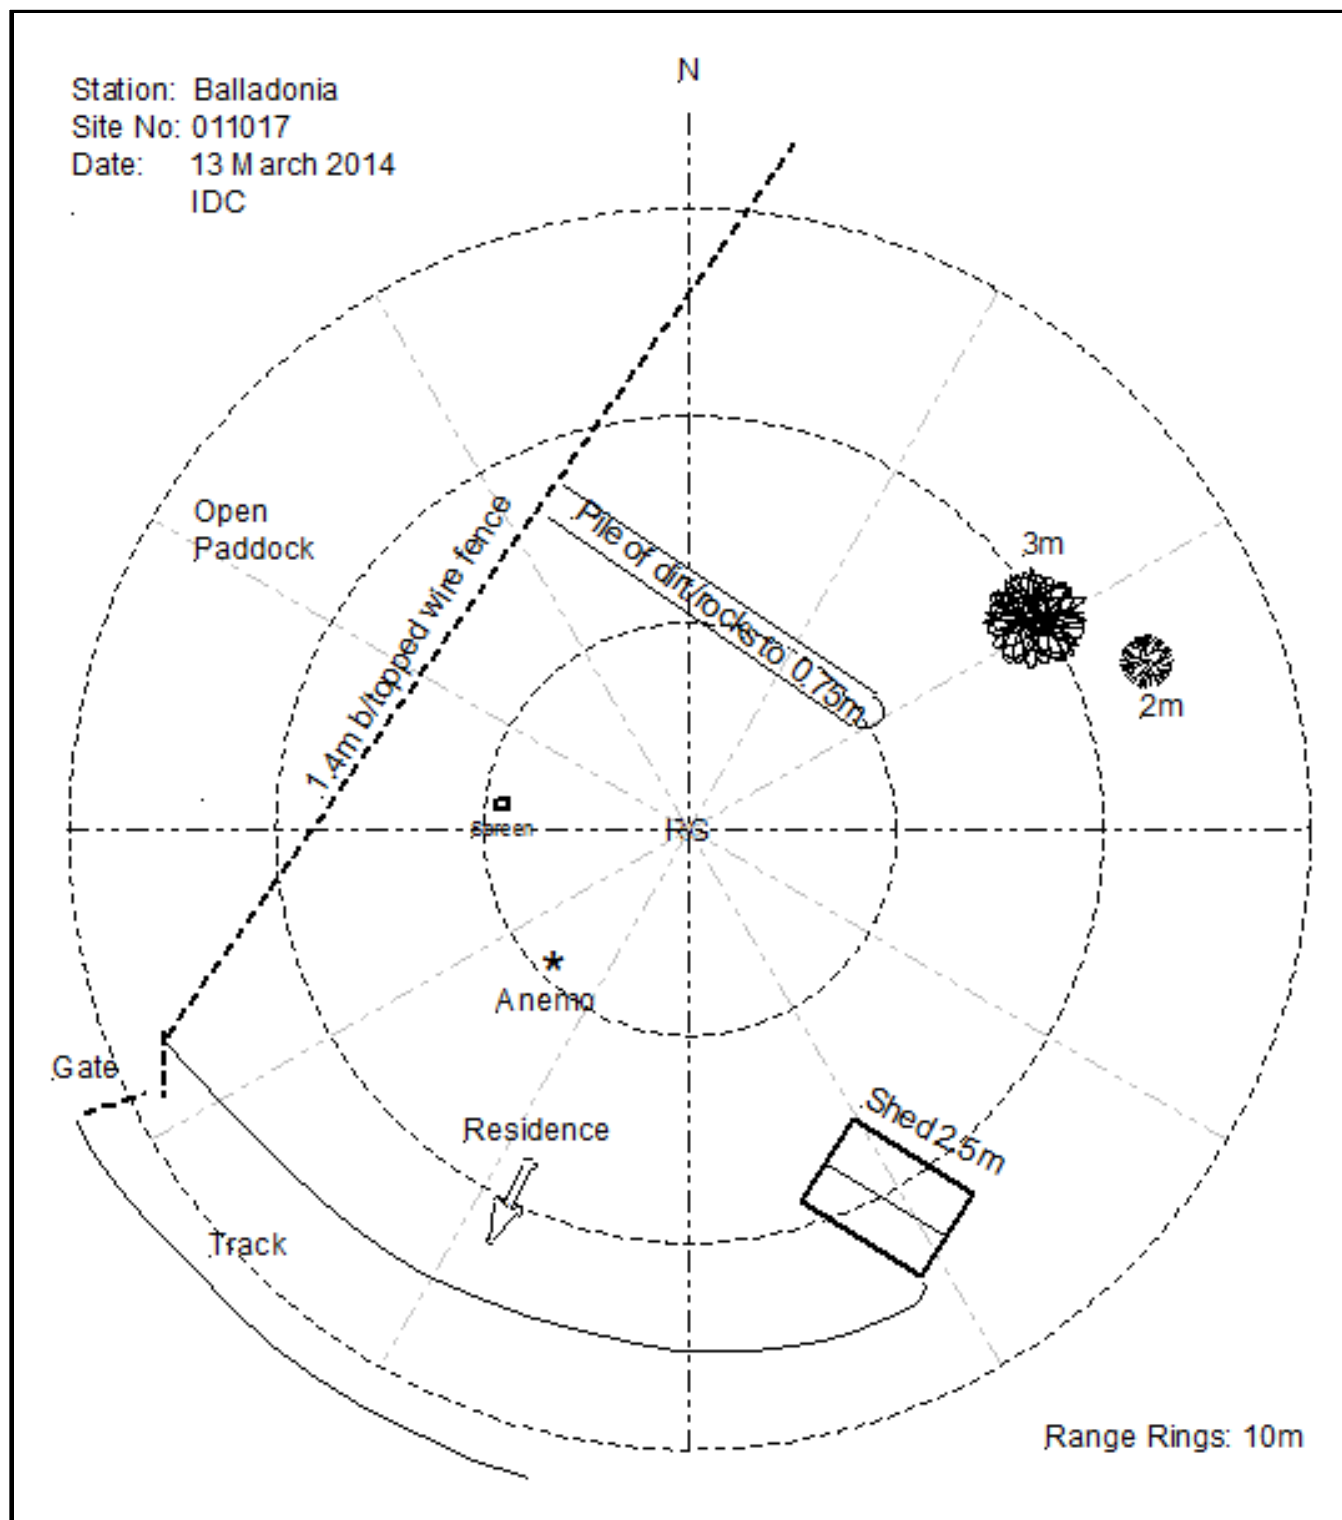 N
Station: Balladonia
Site No: 011017
Date: 13 March 2014
IDC
Open
Paddock
1.4m b/topped wire fence
Pile of dirt/rocks to 0.75m
3m
2m
Screen
RG
Anemo
Gate
Residence
Shed 2.5m
Track
Range Rings: 10m